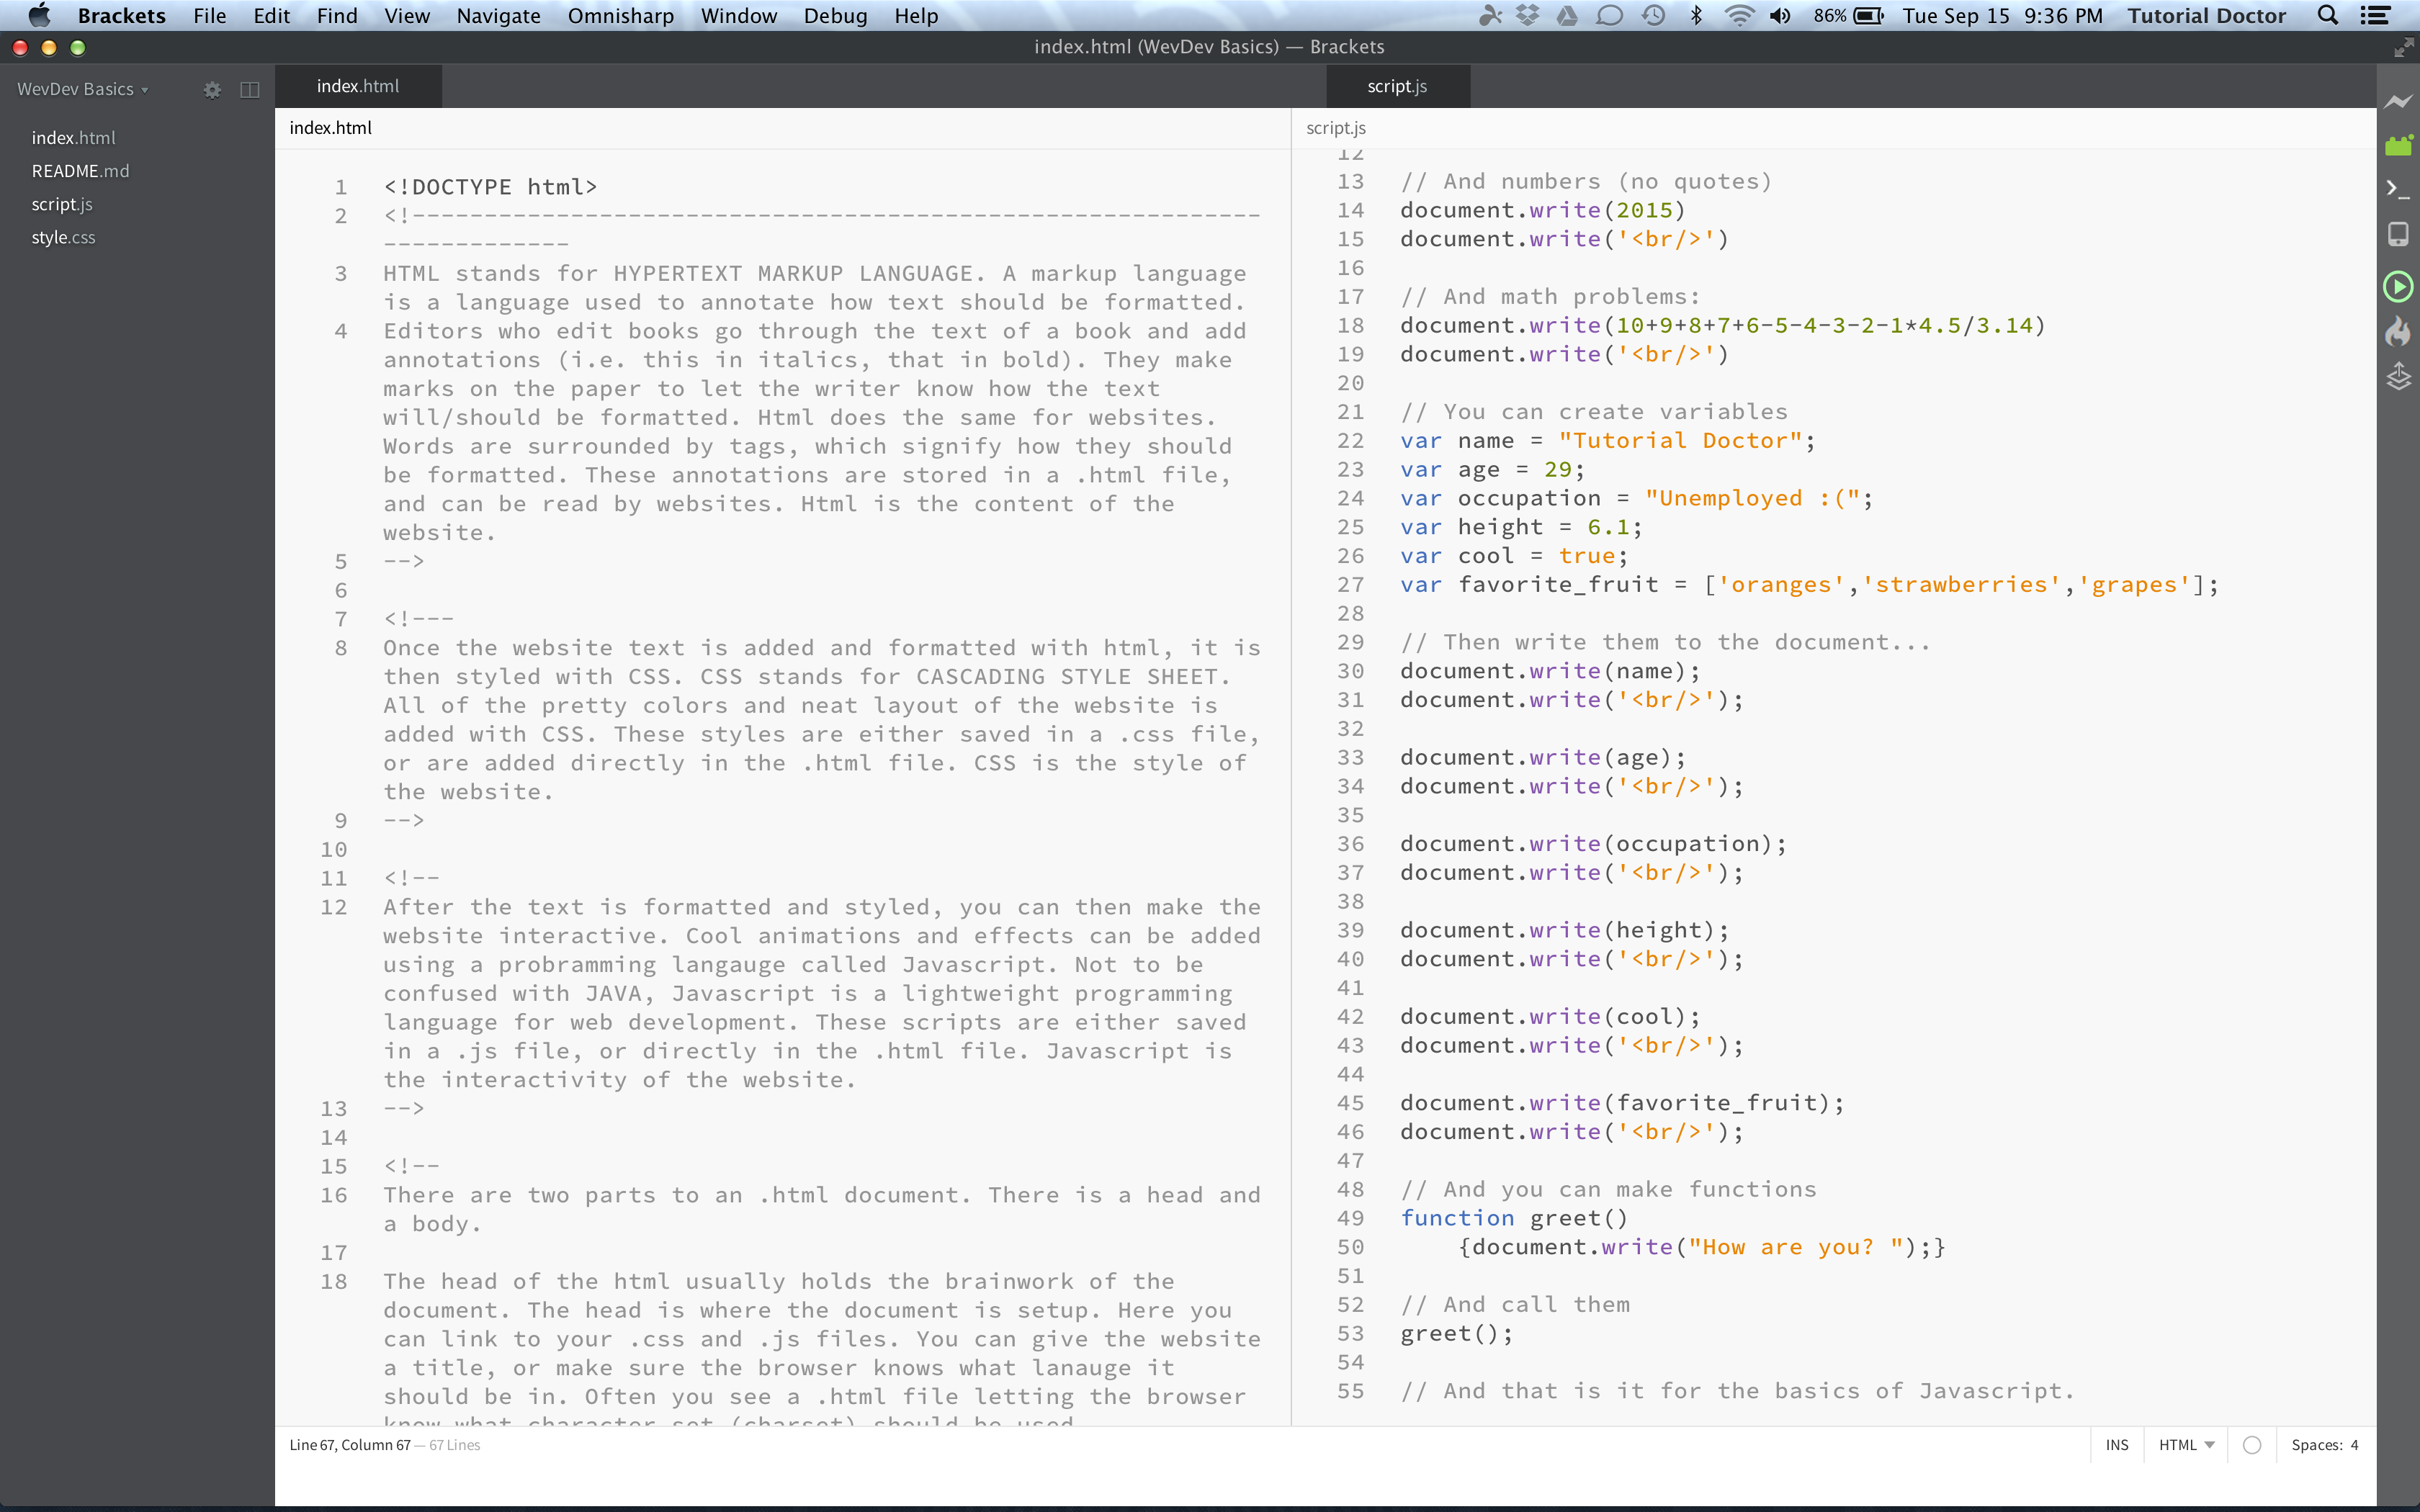 Brackets File Edit Find View Navigate Omnisharp Window Debug Help 86% Tue Sep 15 9:36 PM Tutorial Doctor
index.html (WevDev Basics) — Brackets
WevDev Basics
index.html
README.md
script.js
style.css
index.html
index.html
1 <!DOCTYPE html>
2 <!-----------------------------------------------------------
-------------
3 HTML stands for HYPERTEXT MARKUP LANGUAGE. A markup language
is a language used to annotate how text should be formatted.
4 Editors who edit books go through the text of a book and add
annotations (i.e. this in italics, that in bold). They make
marks on the paper to let the writer know how the text
will/should be formatted. Html does the same for websites.
Words are surrounded by tags, which signify how they should
be formatted. These annotations are stored in a .html file,
and can be read by websites. Html is the content of the
website.
5 -->
6
7 <!---
8 Once the website text is added and formatted with html, it is
then styled with CSS. CSS stands for CASCADING STYLE SHEET.
All of the pretty colors and neat layout of the website is
added with CSS. These styles are either saved in a .css file,
or are added directly in the .html file. CSS is the style of
the website.
9 -->
10
11 <!--
12 After the text is formatted and styled, you can then make the
website interactive. Cool animations and effects can be added
using a probramming langauge called Javascript. Not to be
confused with JAVA, Javascript is a lightweight programming
language for web development. These scripts are either saved
in a .js file, or directly in the .html file. Javascript is
the interactivity of the website.
13 -->
14
15 <!--
16 There are two parts to an .html document. There is a head and
a body.
17
18 The head of the html usually holds the brainwork of the
document. The head is where the document is setup. Here you
can link to your .css and .js files. You can give the website
a title, or make sure the browser knows what lanauge it
should be in. Often you see a .html file letting the browser
know what character set (charset) should be used
script.js
script.js
12
13 // And numbers (no quotes)
14 document.write(2015)
15 document.write('<br/>')
16
17 // And math problems:
18 document.write(10+9+8+7+6-5-4-3-2-1*4.5/3.14)
19 document.write('<br/>')
20
21 // You can create variables
22 var name = "Tutorial Doctor";
23 var age = 29;
24 var occupation = "Unemployed :(";
25 var height = 6.1;
26 var cool = true;
27 var favorite_fruit = ['oranges','strawberries','grapes'];
28
29 // Then write them to the document...
30 document.write(name);
31 document.write('<br/>');
32
33 document.write(age);
34 document.write('<br/>');
35
36 document.write(occupation);
37 document.write('<br/>');
38
39 document.write(height);
40 document.write('<br/>');
41
42 document.write(cool);
43 document.write('<br/>');
44
45 document.write(favorite_fruit);
46 document.write('<br/>');
47
48 // And you can make functions
49 function greet()
50 {document.write("How are you? ");}
51
52 // And call them
53 greet();
54
55 // And that is it for the basics of Javascript.
Line 67, Column 67 — 67 Lines
INS HTML Spaces: 4